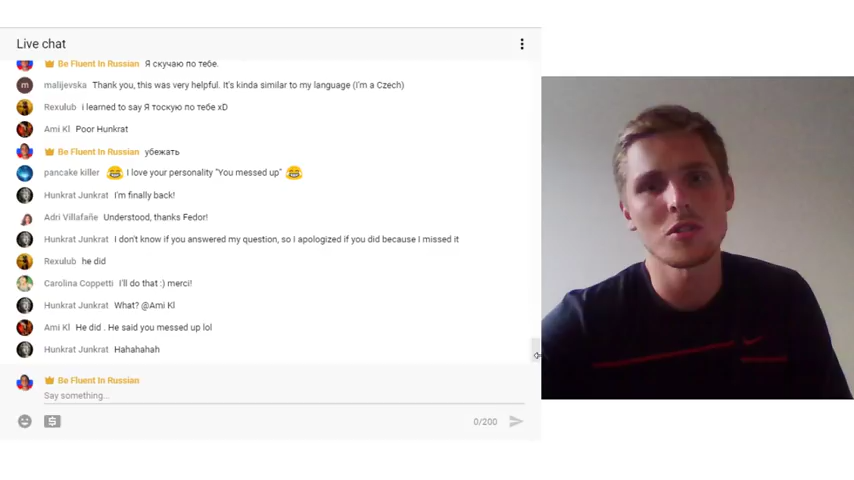 Live chat
Be Fluent In Russian Я скучаю по тебе.
m malijevska Thank you, this was very helpful. It's kinda similar to my language (I'm a Czech)
Rexulub i learned to say Я тоскую по тебе xD
Ami Kl Poor Hunkrat
Be Fluent In Russian убежать
pancake killer 😂 I love your personality "You messed up" 😂
Hunkrat Junkrat I'm finally back!
Adri Villafañe Understood, thanks Fedor!
Hunkrat Junkrat I don't know if you answered my question, so I apologized if you did because I missed it
Rexulub he did
Carolina Coppetti I'll do that :) merci!
Hunkrat Junkrat What? @Ami Kl
Ami Kl He did . He said you messed up lol
Hunkrat Junkrat Hahahahah
Be Fluent In Russian
Say something...
0/200